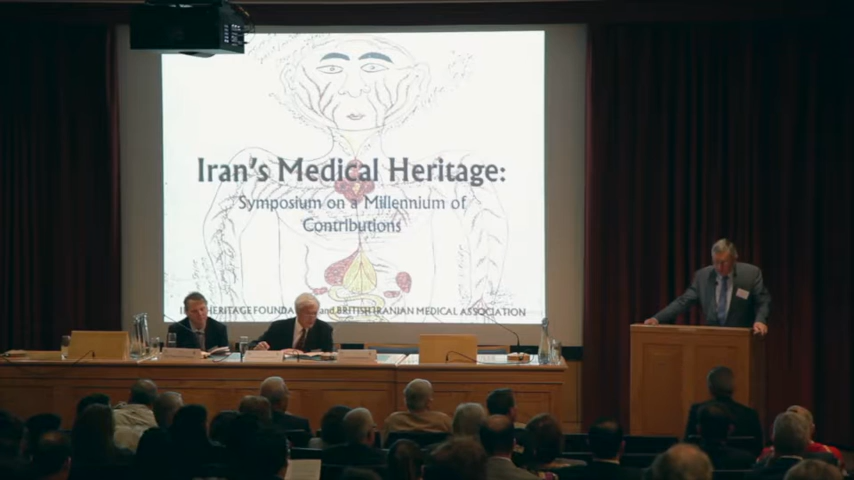 Iran's Medical Heritage:
Symposium on a Millennium of
Contributions
HERITAGE FOUNDA and BRITISH IRANIAN MEDICAL ASSOCIATION